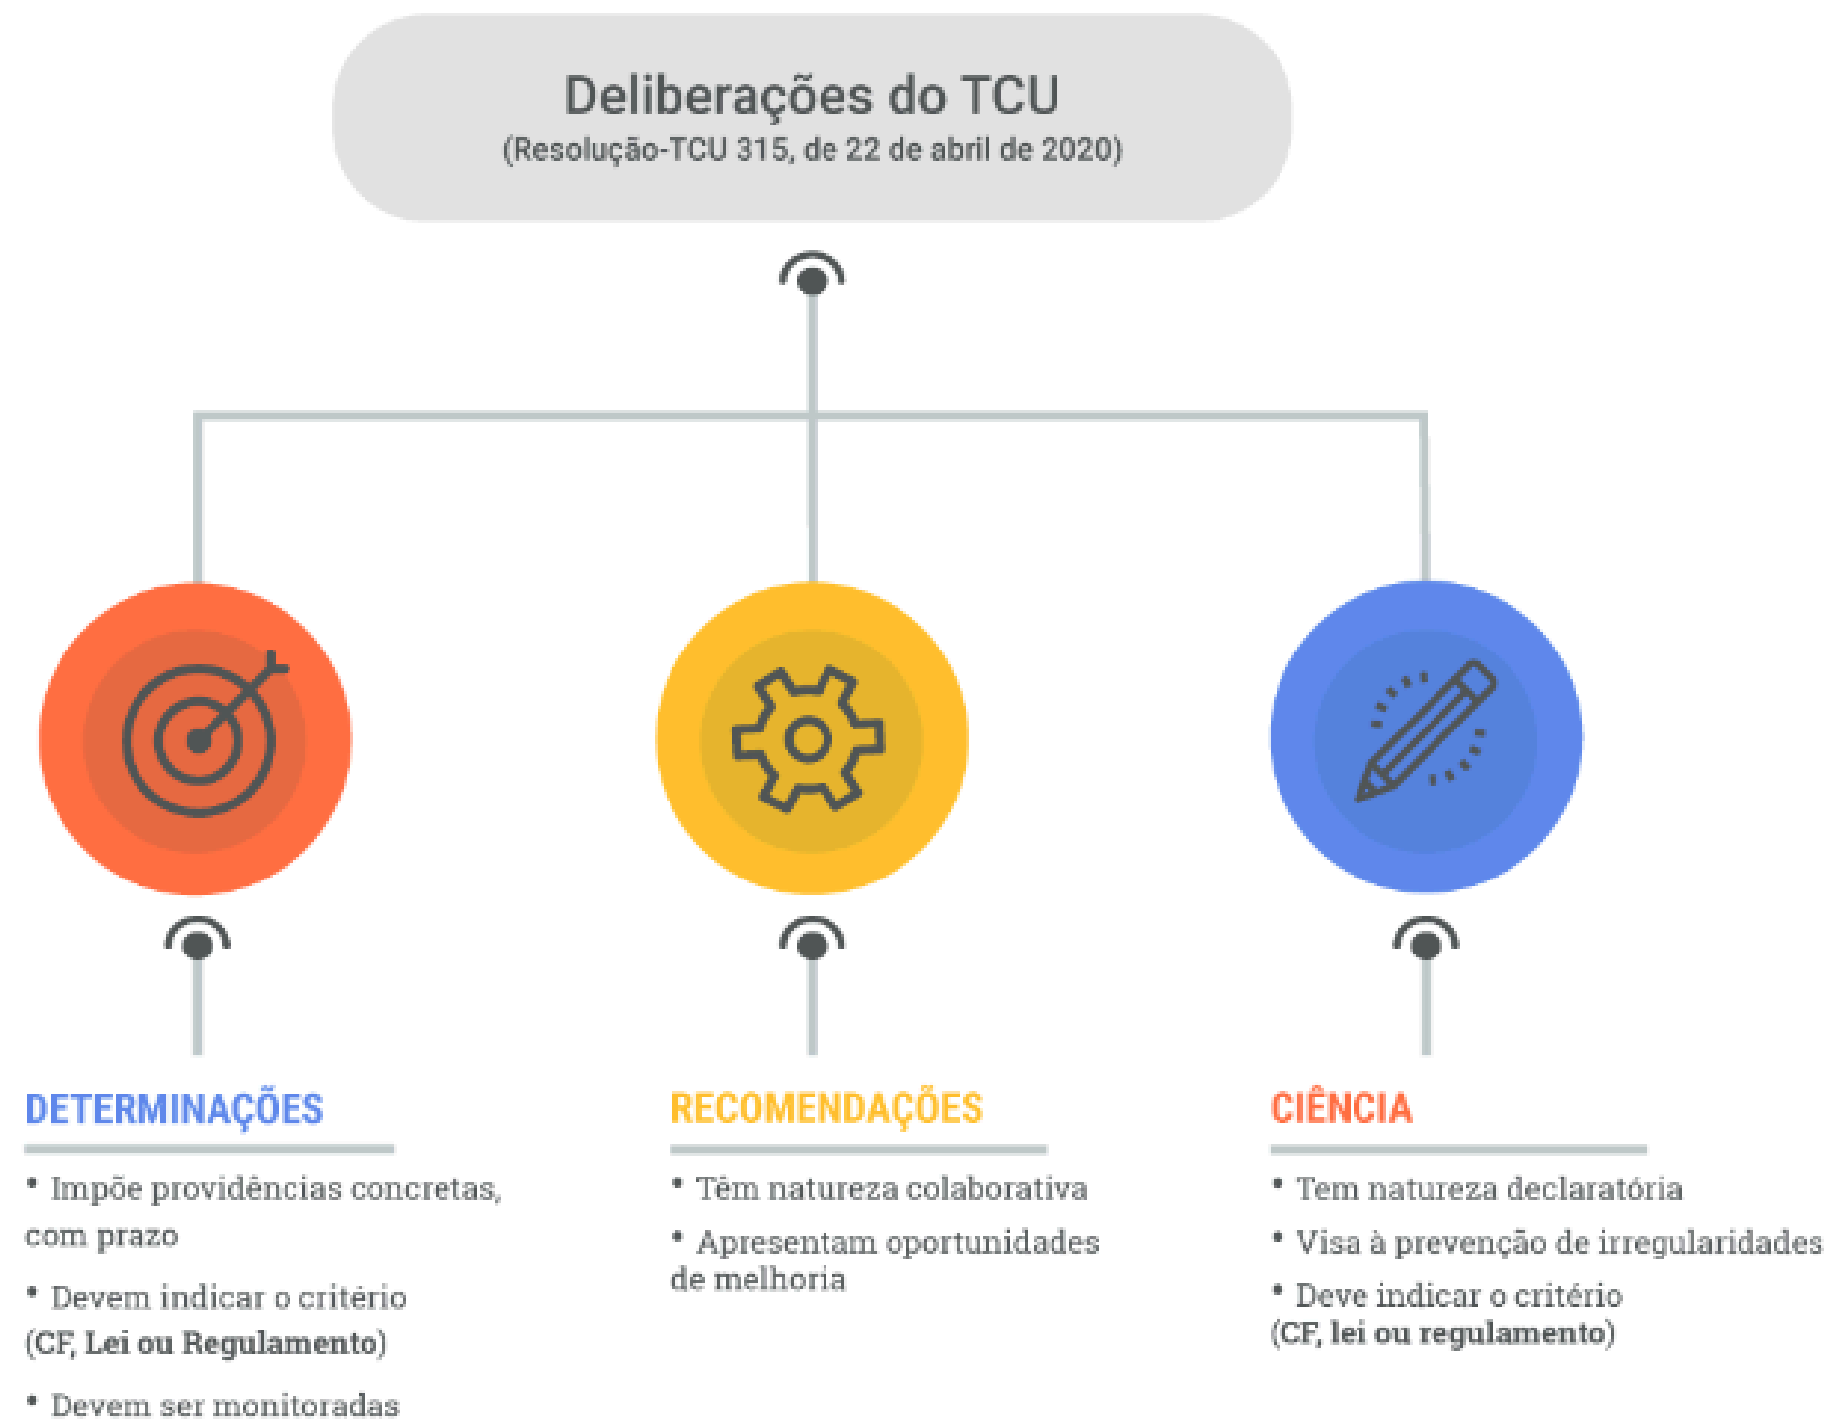 Deliberações do TCU
(Resolução-TCU 315, de 22 de abril de 2020)
DETERMINAÇÕES
• Impõe providências concretas,
com prazo
• Devem indicar o critério
(CF, Lei ou Regulamento)
• Devem ser monitoradas
RECOMENDAÇÕES
• Têm natureza colaborativa
• Apresentam oportunidades
de melhoria
CIÊNCIA
• Tem natureza declaratória
• Visa à prevenção de irregularidades
• Deve indicar o critério
(CF, lei ou regulamento)